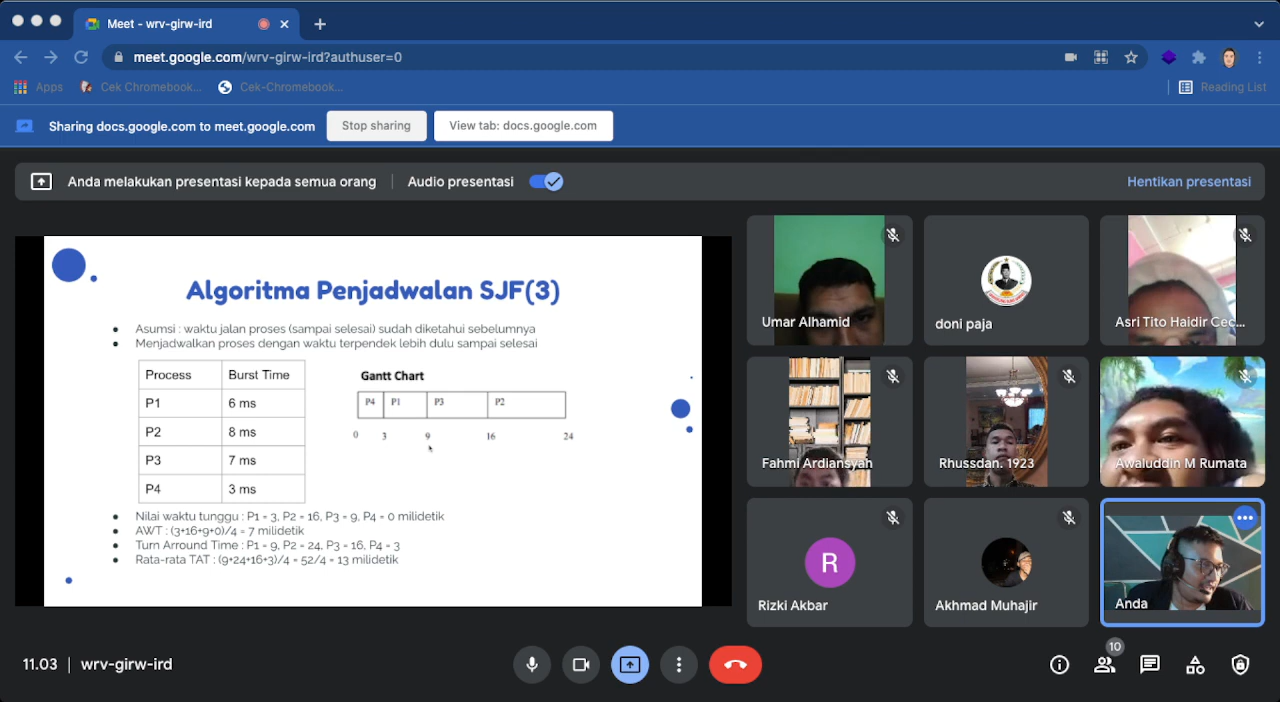 Meet - wrv-girw-ird
meet.google.com/wrv-girw-ird?authuser=0
Apps Cek Chromebook... Cek-Chromebook... Reading List
Sharing docs.google.com to meet.google.com Stop sharing View tab: docs.google.com
Anda melakukan presentasi kepada semua orang Audio presentasi Hentikan presentasi
Algoritma Penjadwalan SJF(3)
Asumsi : waktu jalan proses (sampai selesai) sudah diketahui sebelumnya
Menjadwalkan proses dengan waktu terpendek lebih dulu sampai selesai
Process Burst Time
P1 6 ms
P2 8 ms
P3 7 ms
P4 3 ms
Gantt Chart
P4 P1 P3 P2
0 3 9 16 24
Nilai waktu tunggu : P1 = 3, P2 = 16, P3 = 9, P4 = 0 milidetik
AWT : (3+16+9+0)/4 = 7 milidetik
Turn Arround Time : P1 = 9, P2 = 24, P3 = 16, P4 = 3
Rata-rata TAT : (9+24+16+3)/4 = 52/4 = 13 milidetik
Umar Alhamid
doni paja
Asri Tito Haidir Cec...
Fahmi Ardiansyah
Rhussdan. 1923
Awaluddin M Rumata
R
Rizki Akbar
Akhmad Muhajir
Anda
11.03 | wrv-girw-ird
10